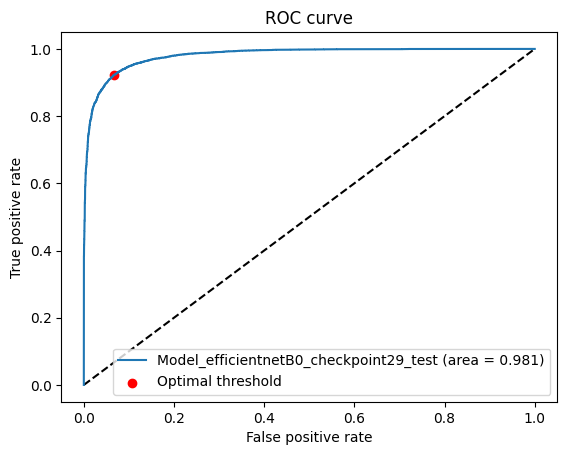 ROC curve
True positive rate
1.0
0.8
0.6
0.4
0.2
0.0
Model_efficientnetB0_checkpoint29_test (area = 0.981)
Optimal threshold
0.0 0.2 0.4 0.6 0.8 1.0
False positive rate